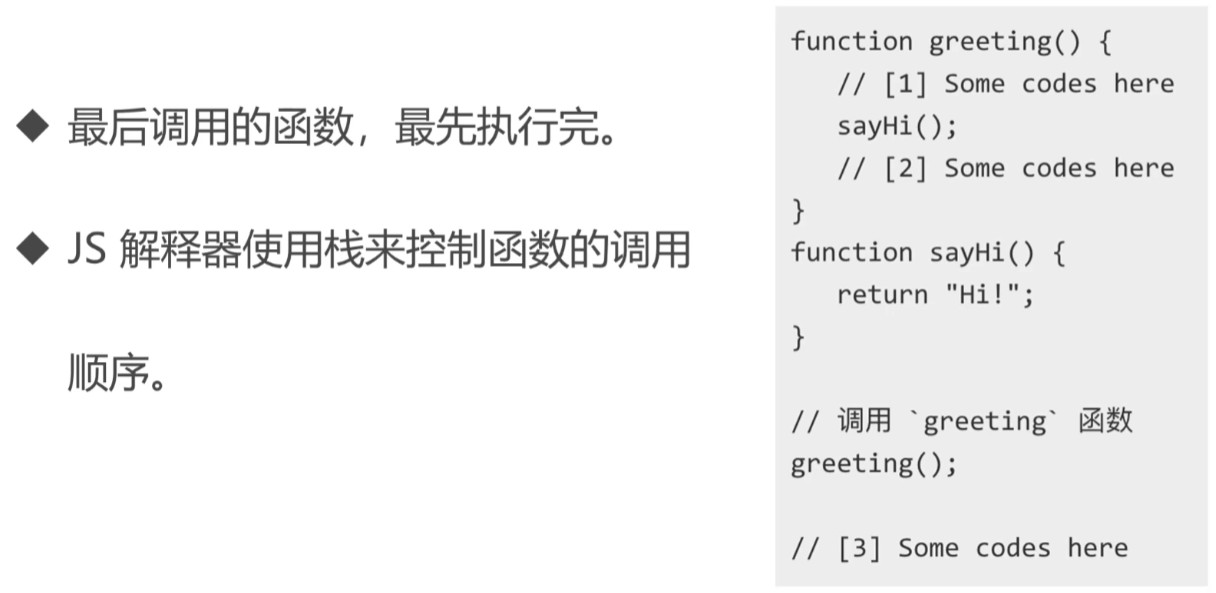 ◆ 最后调用的函数，最先执行完。
◆ JS 解释器使用栈来控制函数的调用
顺序。
function greeting() {
   // [1] Some codes here
   sayHi();
   // [2] Some codes here
}
function sayHi() {
   return "Hi!";
}
// 调用 `greeting` 函数
greeting();
// [3] Some codes here